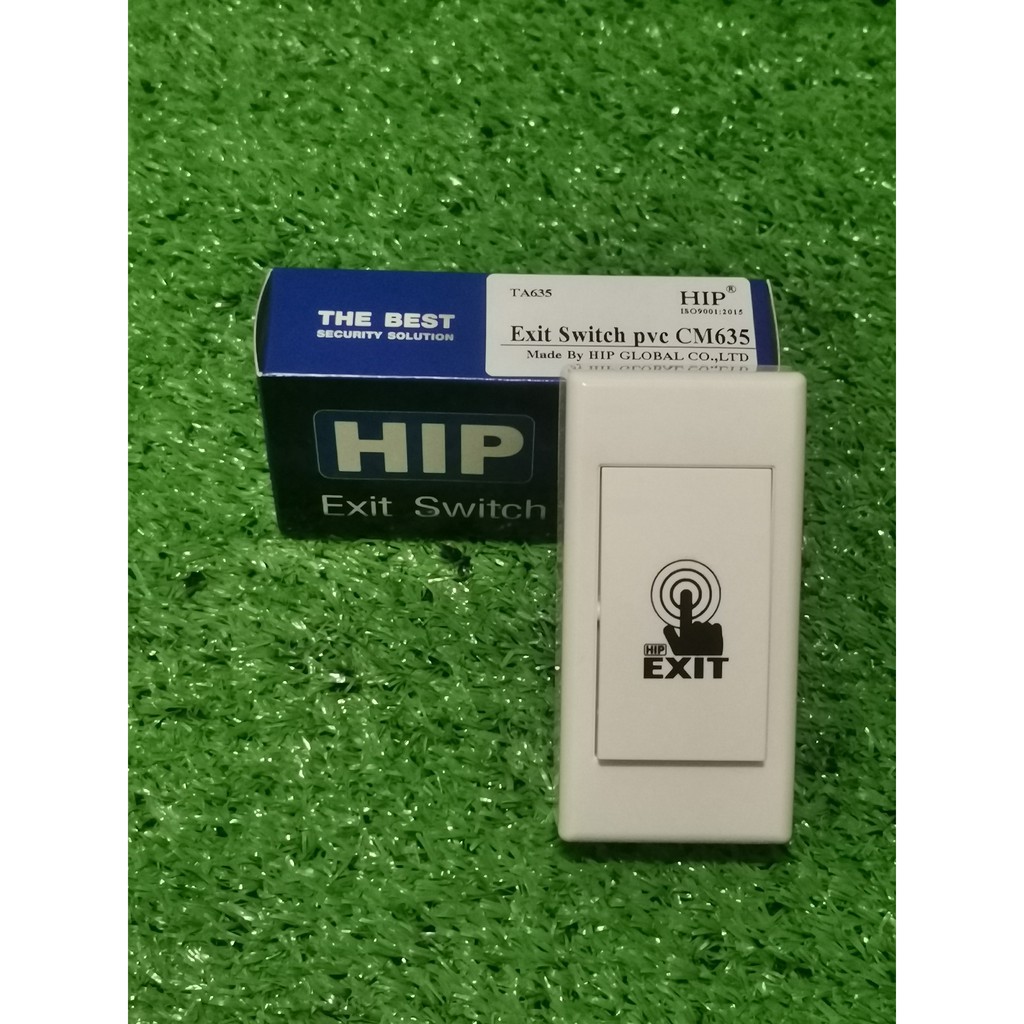 THE BEST
SECURITY SOLUTION
TA635
HIP®
ISO9001:2015
Exit Switch pvc CM635
Made By HIP GLOBAL CO.,LTD
HIP
Exit Switch
HIP
EXIT